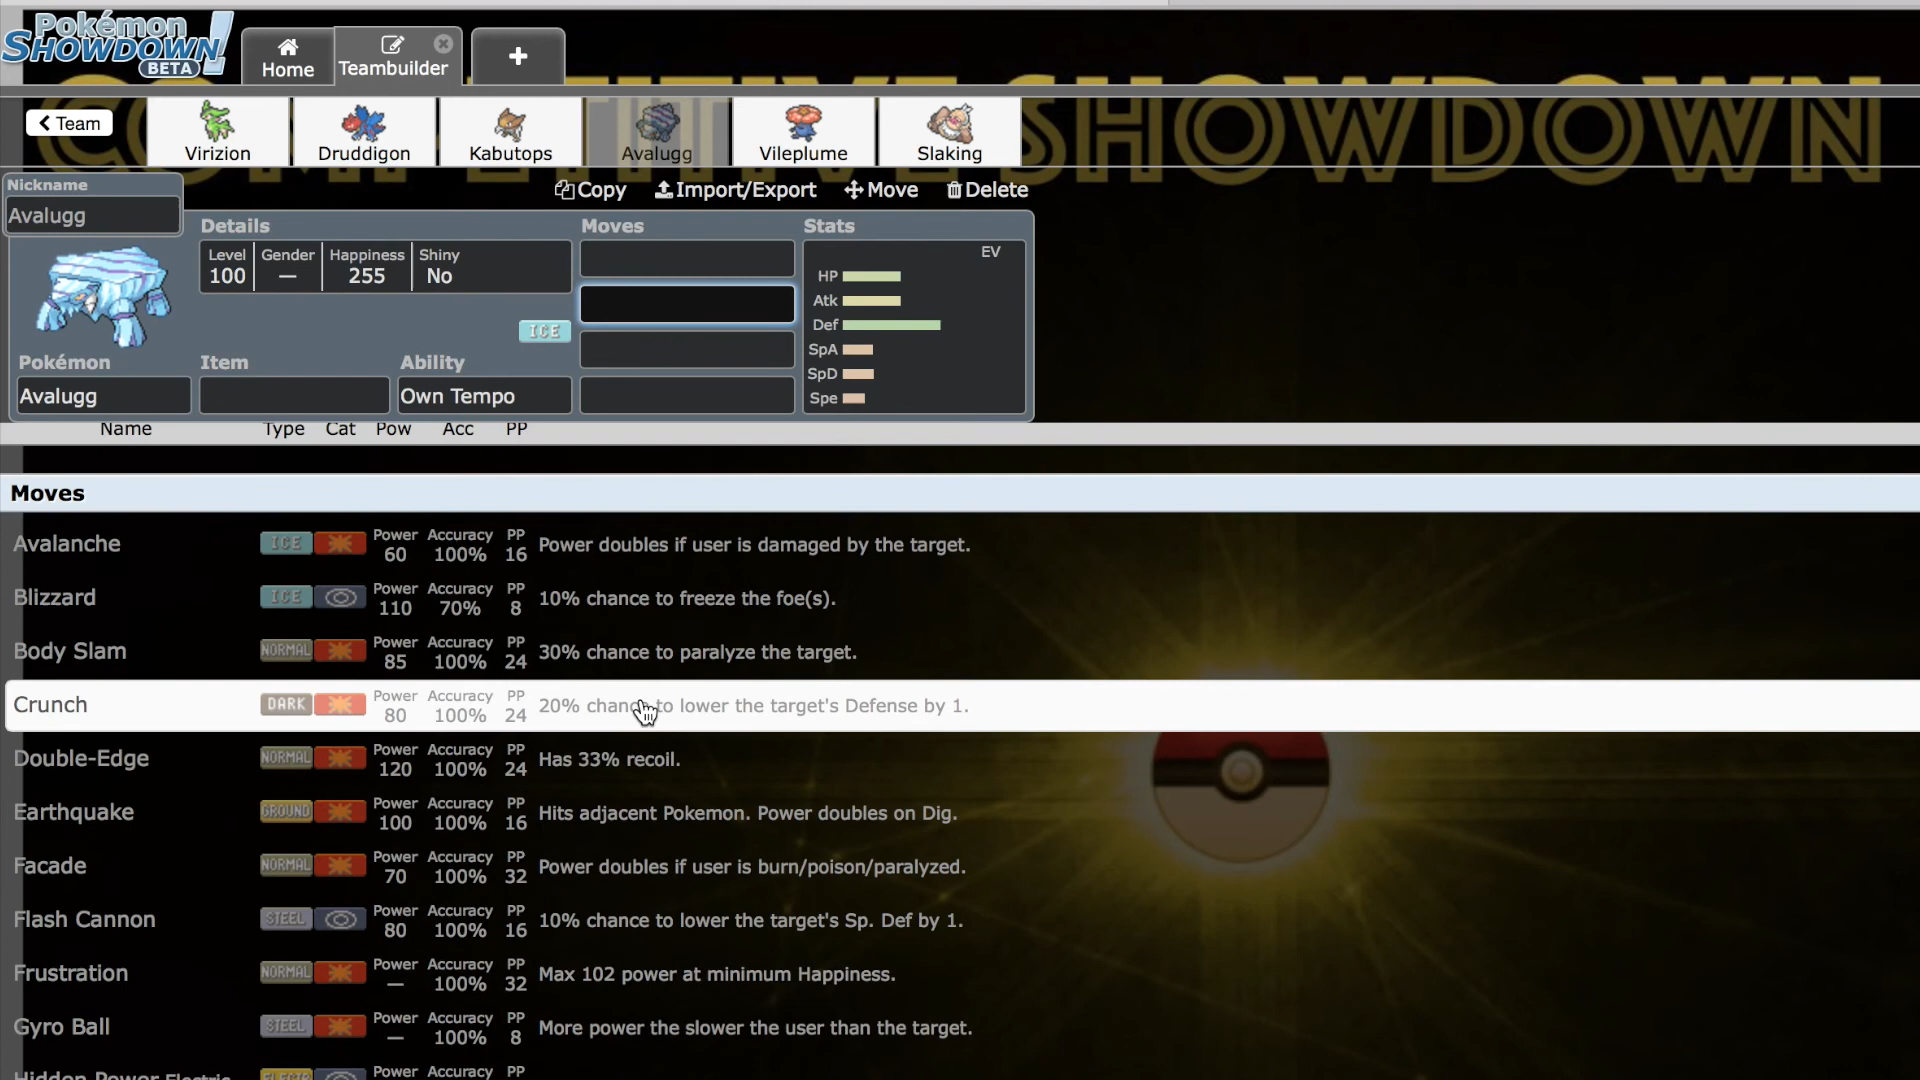 Pokémon
SHOWDOWN!
BETA
Home
Teambuilder
+
COMPETITIVE SHOWDOWN
Team
Virizion
Druddigon
Kabutops
Avalugg
Vileplume
Slaking
Copy
Import/Export
Move
Delete
Nickname
Avalugg
Details
Level
100
Gender
—
Happiness
255
Shiny
No
ICE
Pokémon
Avalugg
Item
Ability
Own Tempo
Moves
Stats
EV
HP
Atk
Def
SpA
SpD
Spe
Name Type Cat Pow Acc PP
Moves
Avalanche ICE Power 60 Accuracy 100% PP 16 Power doubles if user is damaged by the target.
Blizzard ICE Power 110 Accuracy 70% PP 8 10% chance to freeze the foe(s).
Body Slam NORMAL Power 85 Accuracy 100% PP 24 30% chance to paralyze the target.
Crunch DARK Power 80 Accuracy 100% PP 24 20% chance to lower the target's Defense by 1.
Double-Edge NORMAL Power 120 Accuracy 100% PP 24 Has 33% recoil.
Earthquake GROUND Power 100 Accuracy 100% PP 16 Hits adjacent Pokemon. Power doubles on Dig.
Facade NORMAL Power 70 Accuracy 100% PP 32 Power doubles if user is burn/poison/paralyzed.
Flash Cannon STEEL Power 80 Accuracy 100% PP 16 10% chance to lower the target's Sp. Def by 1.
Frustration NORMAL Power — Accuracy 100% PP 32 Max 102 power at minimum Happiness.
Gyro Ball STEEL Power — Accuracy 100% PP 8 More power the slower the user than the target.
Hidden Power Electric ELECTR Power Accuracy PP